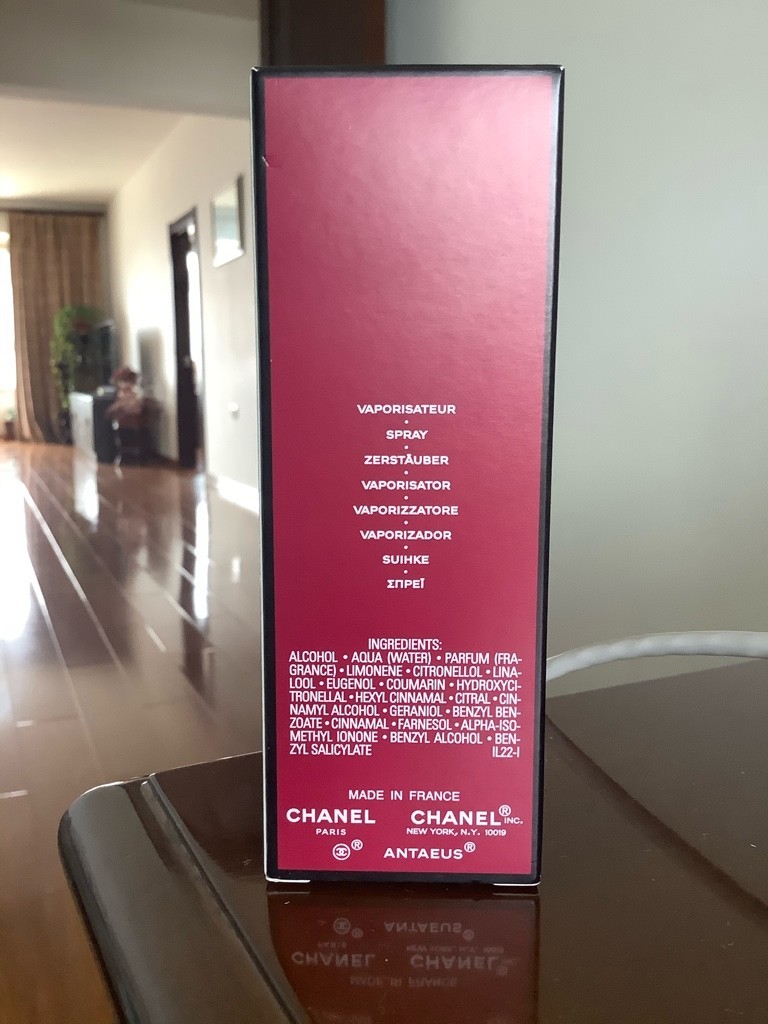 VAPORISATEUR
•
SPRAY
•
ZERSTÄUBER
•
VAPORISATOR
•
VAPORIZZATORE
•
VAPORIZADOR
•
SUIHKE
•
ΣΠΡΕΪ
INGREDIENTS:
ALCOHOL • AQUA (WATER) • PARFUM (FRA-
GRANCE) • LIMONENE • CITRONELLOL • LINA-
LOOL • EUGENOL • COUMARIN • HYDROXYCI-
TRONELLAL • HEXYL CINNAMAL • CITRAL • CIN-
NAMYL ALCOHOL • GERANIOL • BENZYL BEN-
ZOATE • CINNAMAL • FARNESOL • ALPHA-ISO-
METHYL IONONE • BENZYL ALCOHOL • BEN-
ZYL SALICYLATE IL22-I
MADE IN FRANCE
CHANEL CHANEL® INC.
PARIS NEW YORK, N.Y. 10019
® ANTAEUS®